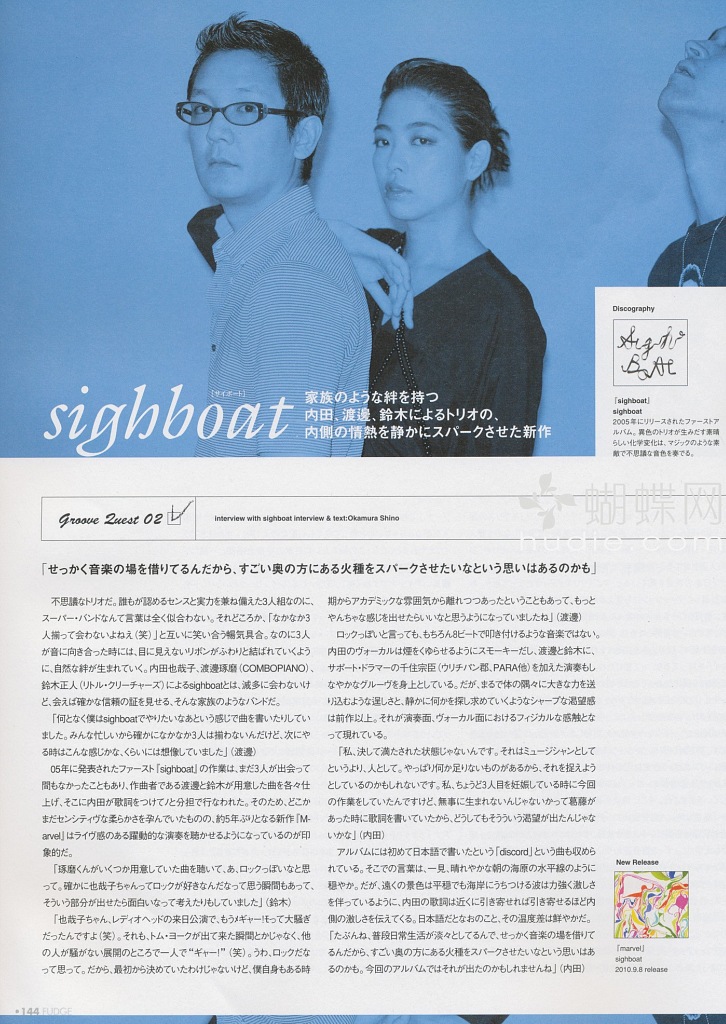 sighboat
[サイボート]
家族のような絆を持つ
内田、渡邊、鈴木によるトリオの、
内側の情熱を静かにスパークさせた新作
Discography
sigh
BoAt
『sighboat』
sighboat
2005年にリリースされたファーストア
ルバム。異色のトリオが生みだす素晴
らしい化学変化は、マジックのような素
敵で不思議な音色を奏でる。
Groove Quest 02
interview with sighboat interview & text:Okamura Shino
蝴蝶网
hudie.com
「せっかく音楽の場を借りてるんだから、すごい奥の方にある火種をスパークさせたいなという思いはあるのかも」
不思議なトリオだ。誰もが認めるセンスと実力を兼ね備えた3人組なのに、
スーパー・バンドなんて言葉は全く似合わない。それどころか、「なかなか3
人揃って会わないよねえ（笑）」と互いに笑い合う暢気具合。なのに3人
が音に向き合った時には、目に見えないリボンがふわりと結ばれていくよう
に、自然な絆が生まれていく。内田也哉子、渡邊琢磨（COMBOPIANO）、
鈴木正人（リトル・クリーチャーズ）によるsighboatとは、滅多に会わないけ
ど、会えば確かな信頼の証を見せる、そんな家族のようなバンドだ。
「何となく僕はsighboatでやりたいなあという感じで曲を書いたりしてい
ました。みんな忙しいから確かになかなか3人は揃わないんだけど、次にや
る時はこんな感じかな、くらいには想像していました」（渡邊）
05年に発表されたファースト『sighboat』の作業は、まだ3人が出会って
間もなかったこともあり、作曲者である渡邊と鈴木が用意した曲を各々仕
上げ、そこに内田が歌詞をつけて♪と分担で行なわれた。そのため、どこか
まだセンシティヴな柔らかさを孕んでいたものの、約5年ぶりとなる新作『M-
arvel』はライヴ感のある躍動的な演奏を聴かせるようになっているのが印
象的だ。
「琢磨くんがいくつか用意していた曲を聴いて、あ、ロックっぽいなと思
って。確かに也哉子ちゃんってロックが好きなんだなって思う瞬間もあって、
そういう部分が出せたら面白いなって考えたりもしていました」（鈴木）
「也哉子ちゃん、レディオヘッドの来日公演で、もうメギャー！って大騒ぎ
だったんですよ（笑）。それも、トム・ヨークが出て来た瞬間とかじゃなく、他
の人が騒がない展開のところで一人で“ギャー！”（笑）。うわ、ロックだな
って思って。だから、最初から決めていたわけじゃないけど、僕自身もある時
期からアカデミックな雰囲気から離れつつあったということもあって、もっと
やんちゃな感じを出せたらいいなと思うようになっていましたね」（渡邊）
ロックっぽいと言っても、もちろん8ビートで叩き付けるような音楽ではない。
内田のヴォーカルは煙をくゆらせるようにスモーキーだし、渡邊と鈴木に、
サポート・ドラマーの千住宗臣（ウリチパン郡、PARA他）を加えた演奏もし
なやかなグルーヴを身上としている。だが、まるで体の隅々に大きな力を送
り込むような逞しさと、静かに何かを探し求めていくようなシャープな渇望感
は前作以上。それが演奏面、ヴォーカル面におけるフィジカルな感触となっ
て現れている。
「私、決して満たされた状態じゃないんです。それはミュージシャンとして
というより、人として。やっぱり何か足りないものがあるから、それを捉えよう
としているのかもしれないです。私、ちょうど3人目を妊娠している時に今回
の作業をしていたんですけど、無事に生まれないんじゃないかって葛藤が
あった時に歌詞を書いていたから、どうしてもそういう渇望が出たんじゃな
いかな」（内田）
アルバムには初めて日本語で書いたという「discord」という曲も収めら
れている。そこでの言葉は、一見、晴れやかな朝の海原の水平線のように
穏やか。だが、遠くの景色は平穏でも海岸にうちつける波は力強く激しさ
を伴っているように、内田の歌詞は近くに引き寄せれば引き寄せるほど内
側の激しさを伝えてくる。日本語だとなおのこと、その温度差は鮮やかだ。
「たぶんね、普段日常生活が淡々としてるんで、せっかく音楽の場を借り
てるんだから、すごい奥の方にある火種をスパークさせたいなという思いはあ
るのかも。今回のアルバムではそれが出たのかもしれませんね」（内田）
New Release
『marvel』
sighboat
2010.9.8 release
144 FUDGE